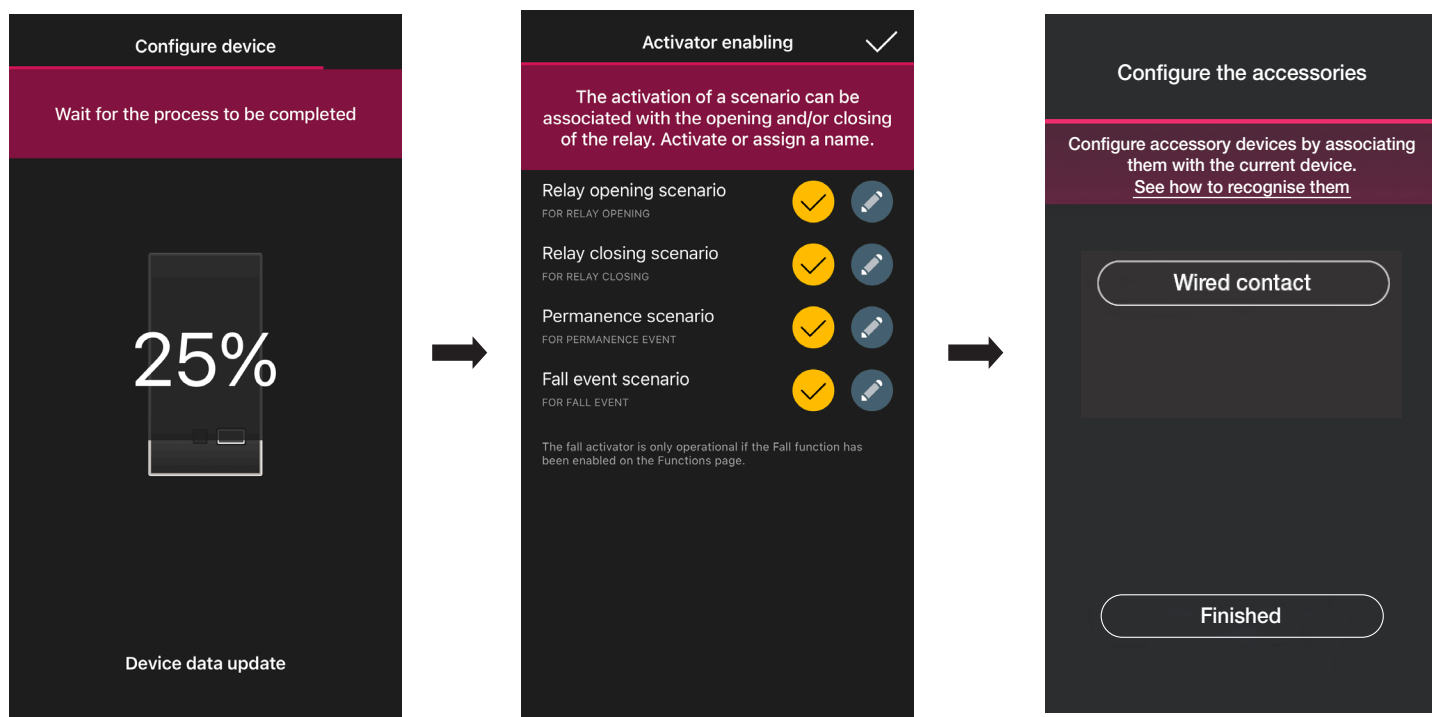 Configure device
Wait for the process to be completed
25%
Device data update
Activator enabling
The activation of a scenario can be
associated with the opening and/or closing
of the relay. Activate or assign a name.
Relay opening scenario
FOR RELAY OPENING
Relay closing scenario
FOR RELAY CLOSING
Permanence scenario
FOR PERMANENCE EVENT
Fall event scenario
FOR FALL EVENT
The fall activator is only operational if the Fall function has
been enabled on the Functions page.
Configure the accessories
Configure accessory devices by associating
them with the current device.
See how to recognise them
Wired contact
Finished